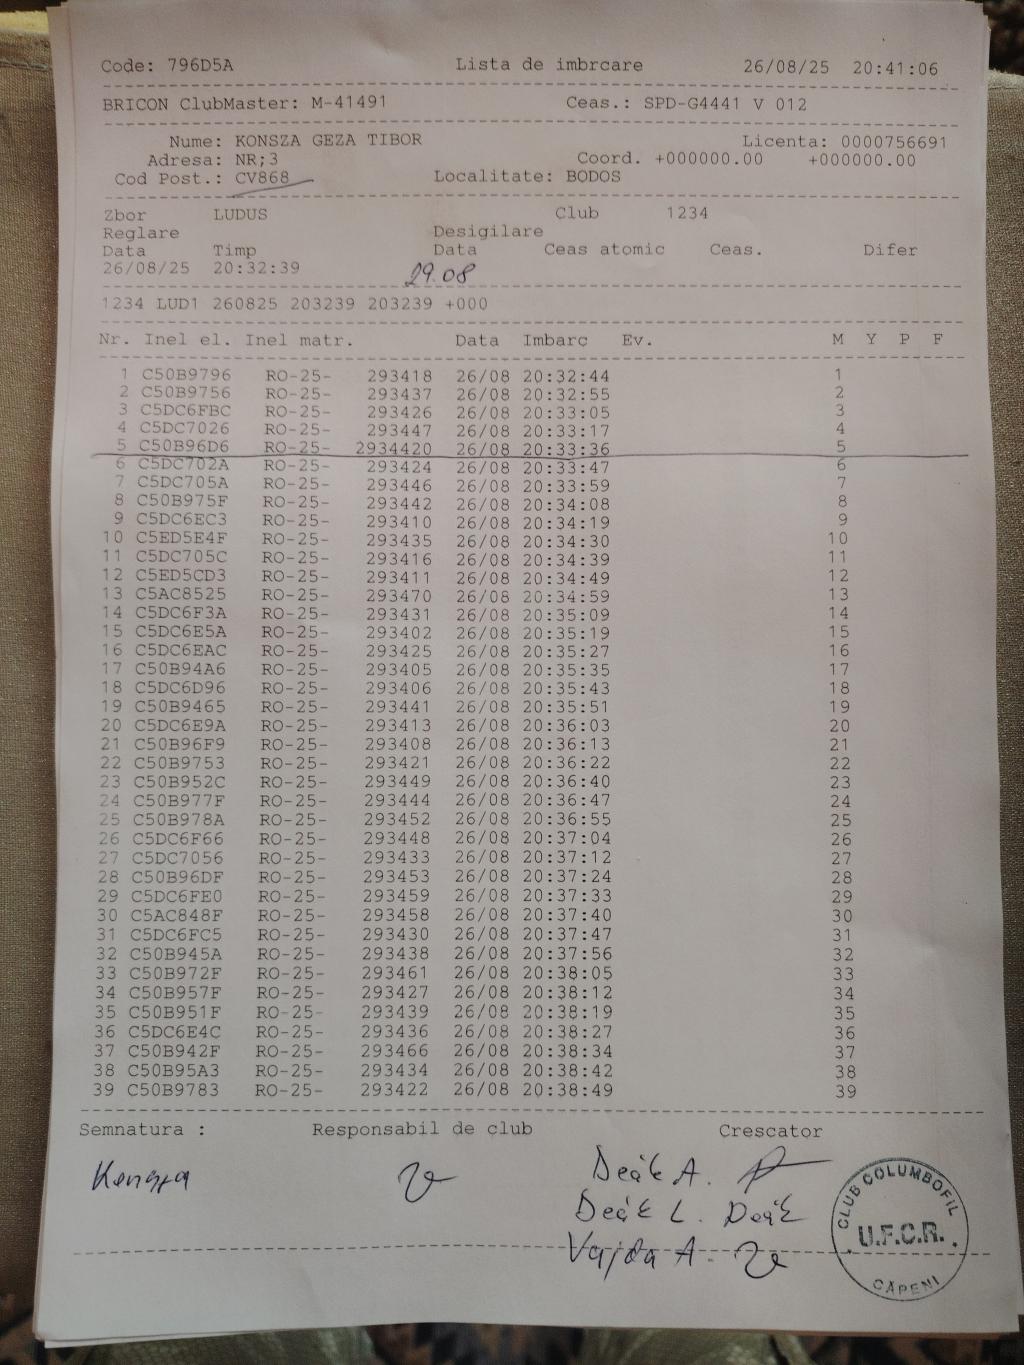 Code: 796D5A Lista de imbrcare 26/08/25 20:41:06
BRICON ClubMaster: M-41491 Ceas.: SPD-G4441 V 012
Nume: KONSZA GEZA TIBOR Licenta: 0000756691
Adresa: NR;3 Coord. +000000.00 +000000.00
Cod Post.: CV868 Localitate: BODOS
Zbor LUDUS Club 1234
Reglare Desigilare
Data Timp Data Ceas atomic Ceas. Difer
26/08/25 20:32:39 29.08
1234 LUD1 260825 203239 203239 +000
Nr. Inel el. Inel matr. Data Imbarc Ev. M Y P F
1 C50B9796 RO-25- 293418 26/08 20:32:44 1
2 C50B9756 RO-25- 293437 26/08 20:32:55 2
3 C5DC6FBC RO-25- 293426 26/08 20:33:05 3
4 C5DC7026 RO-25- 293447 26/08 20:33:17 4
5 C50B96D6 RO-25- 2934420 26/08 20:33:36 5
6 C5DC702A RO-25- 293424 26/08 20:33:47 6
7 C5DC705A RO-25- 293446 26/08 20:33:59 7
8 C50B975F RO-25- 293442 26/08 20:34:08 8
9 C5DC6EC3 RO-25- 293410 26/08 20:34:19 9
10 C5ED5E4F RO-25- 293435 26/08 20:34:30 10
11 C5DC705C RO-25- 293416 26/08 20:34:39 11
12 C5ED5CD3 RO-25- 293411 26/08 20:34:49 12
13 C5AC8525 RO-25- 293470 26/08 20:34:59 13
14 C5DC6F3A RO-25- 293431 26/08 20:35:09 14
15 C5DC6E5A RO-25- 293402 26/08 20:35:19 15
16 C5DC6EAC RO-25- 293425 26/08 20:35:27 16
17 C50B94A6 RO-25- 293405 26/08 20:35:35 17
18 C5DC6D96 RO-25- 293406 26/08 20:35:43 18
19 C50B9465 RO-25- 293441 26/08 20:35:51 19
20 C5DC6E9A RO-25- 293413 26/08 20:36:03 20
21 C50B96F9 RO-25- 293408 26/08 20:36:13 21
22 C50B9753 RO-25- 293421 26/08 20:36:22 22
23 C50B952C RO-25- 293449 26/08 20:36:40 23
24 C50B977F RO-25- 293444 26/08 20:36:47 24
25 C50B978A RO-25- 293452 26/08 20:36:55 25
26 C5DC6F66 RO-25- 293448 26/08 20:37:04 26
27 C5DC7056 RO-25- 293433 26/08 20:37:12 27
28 C50B96DF RO-25- 293453 26/08 20:37:24 28
29 C5DC6FE0 RO-25- 293459 26/08 20:37:33 29
30 C5AC848F RO-25- 293458 26/08 20:37:40 30
31 C5DC6FC5 RO-25- 293430 26/08 20:37:47 31
32 C50B945A RO-25- 293438 26/08 20:37:56 32
33 C50B972F RO-25- 293461 26/08 20:38:05 33
34 C50B957F RO-25- 293427 26/08 20:38:12 34
35 C50B951F RO-25- 293439 26/08 20:38:19 35
36 C5DC6E4C RO-25- 293436 26/08 20:38:27 36
37 C50B942F RO-25- 293466 26/08 20:38:34 37
38 C50B95A3 RO-25- 293434 26/08 20:38:42 38
39 C50B9783 RO-25- 293422 26/08 20:38:49 39
Semnatura : Responsabil de club Crescator
Konsza Deák A.
Deák L. Deák
Vajda A.
CLUB COLUMBOFIL
U.F.C.R.
CĂPENI